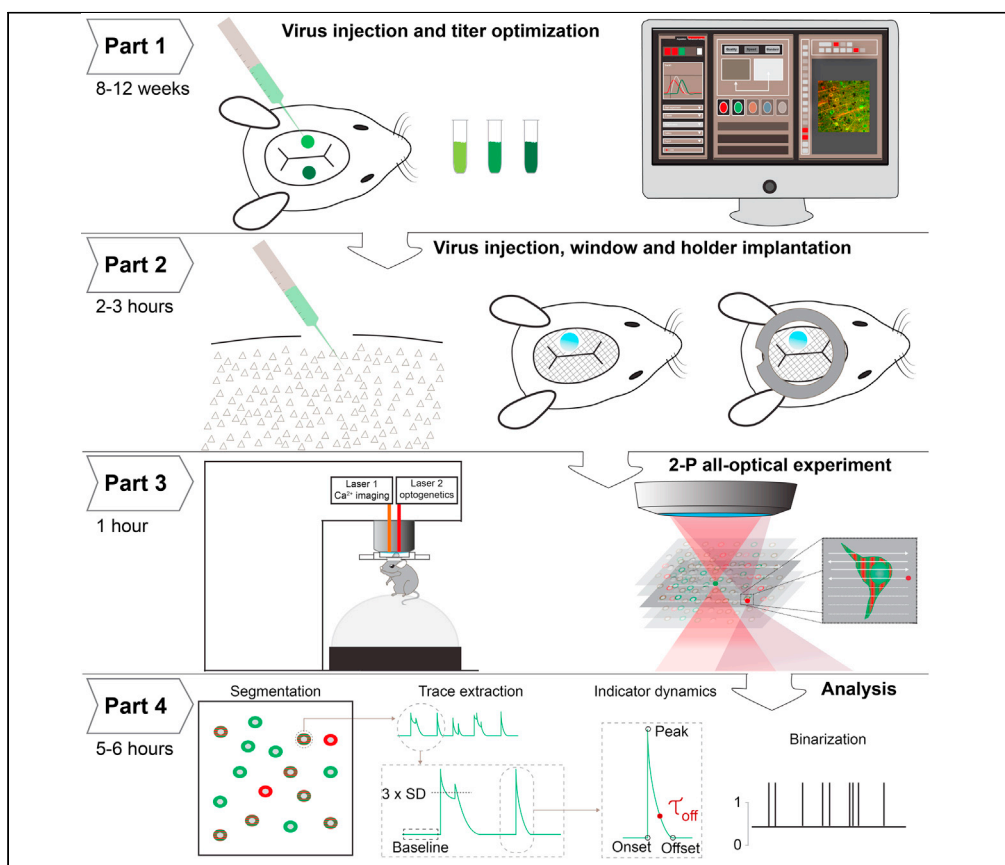 Part 1
8-12 weeks
Virus injection and titer optimization
Part 2
2-3 hours
Virus injection, window and holder implantation
Part 3
1 hour
Laser 1
Ca²⁺ imaging
Laser 2
optogenetics
2-P all-optical experiment
Part 4
5-6 hours
Analysis
Segmentation
Trace extraction
3 x SD
Baseline
Indicator dynamics
Peak
τoff
Onset
Offset
Binarization
1
0